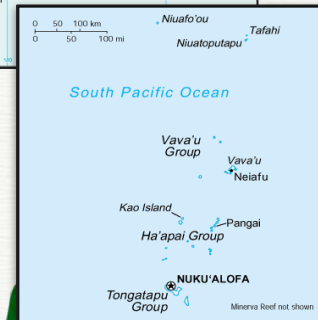 Niuafo'ou
0 50 100 km
0 50 100 mi
Tafahi
Niuatoputapu
South Pacific Ocean
Vava'u
Group
Vava'u
Neiafu
Kao Island
Pangai
Ha'apai Group
NUKU'ALOFA
Tongatapu
Group
Minerva Reef not shown